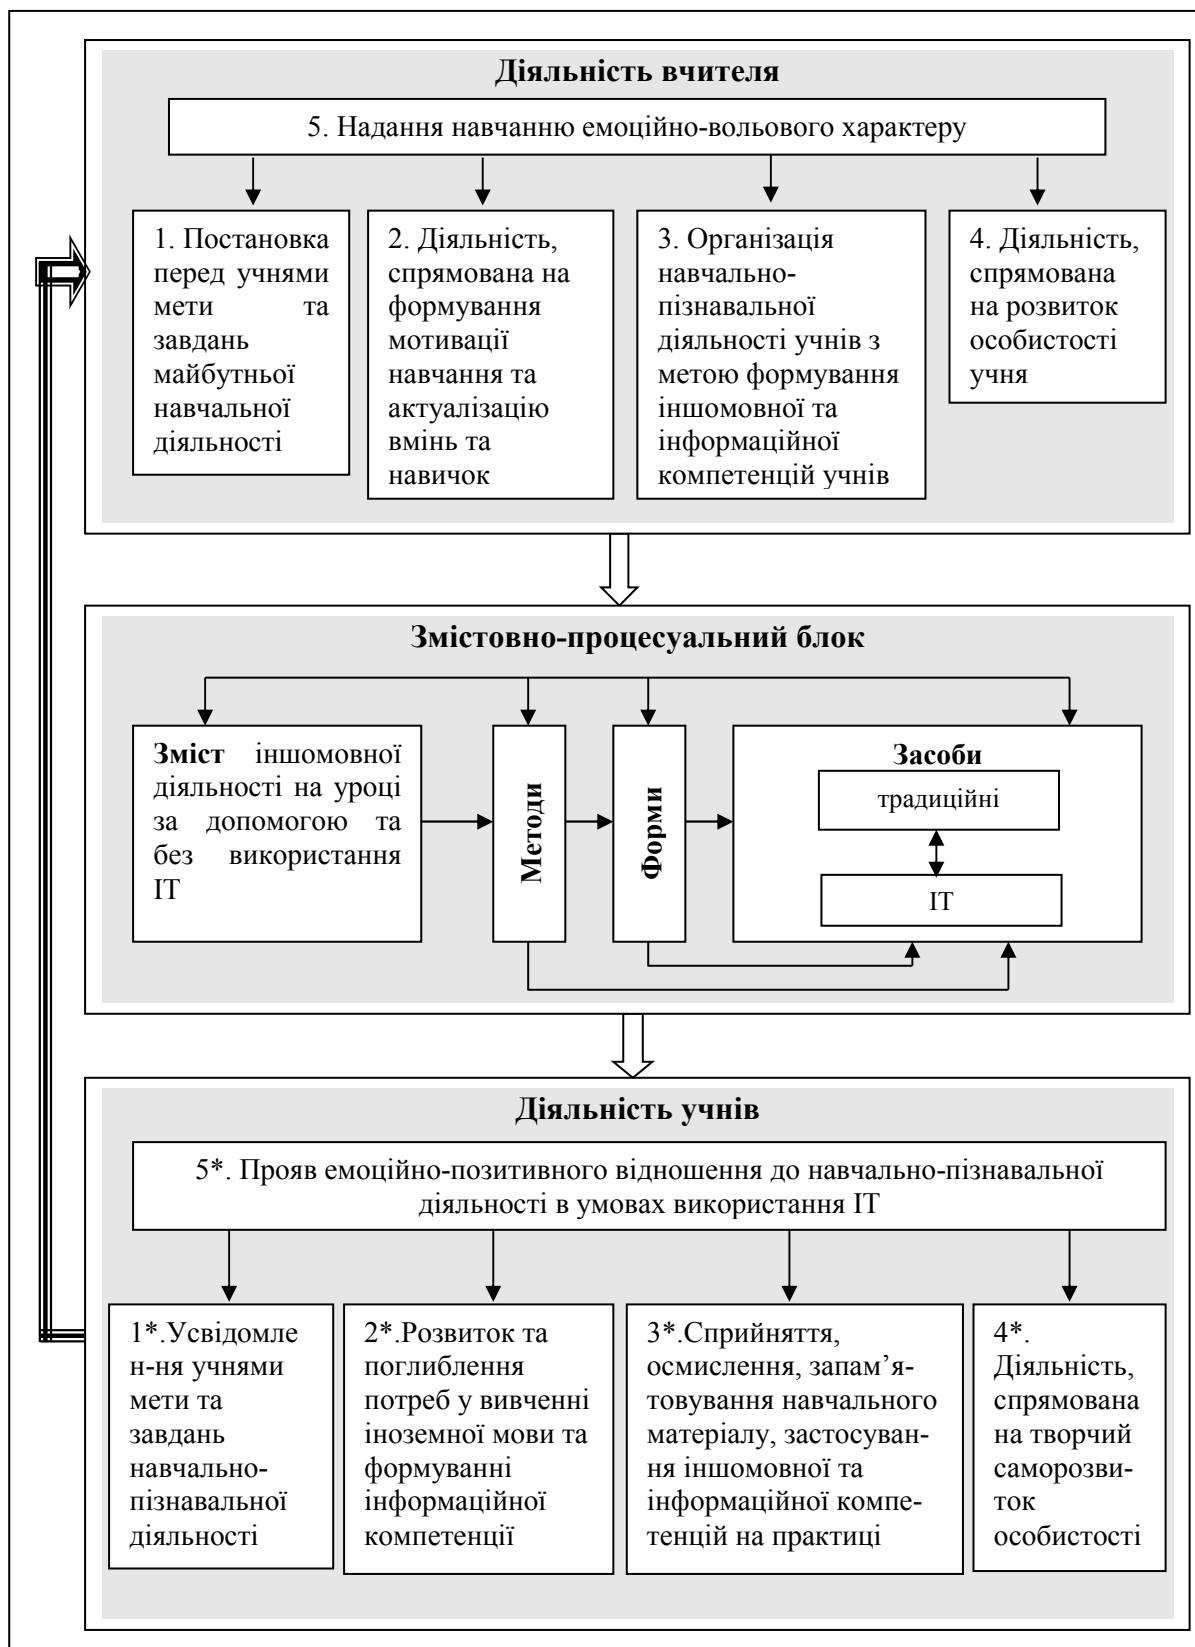 Діяльність вчителя
5. Надання навчанню емоційно-вольового характеру
1. Постановка
перед учнями
мети та
завдань
майбутньої
навчальної
діяльності
2. Діяльність,
спрямована на
формування
мотивації
навчання та
актуалізацію
вмінь та
навичок
3. Організація
навчально-
пізнавальної
діяльності учнів з
метою формування
іншомовної та
інформаційної
компетенцій учнів
4. Діяльність,
спрямована
на розвиток
особистості
учня
Змістовно-процесуальний блок
Зміст іншомовної
діяльності на уроці
за допомогою та
без використання
ІТ
Методи
Форми
Засоби
традиційні
ІТ
Діяльність учнів
5*. Прояв емоційно-позитивного відношення до навчально-пізнавальної
діяльності в умовах використання ІТ
1*.Усвідомле
н-ня учнями
мети та
завдань
навчально-
пізнавальної
діяльності
2*.Розвиток та
поглиблення
потреб у вивченні
іноземної мови та
формуванні
інформаційної
компетенції
3*.Сприйняття,
осмислення, запам’я-
товування навчального
матеріалу, застосуван-
ня іншомовної та
інформаційної компе-
тенцій на практиці
4*.
Діяльність,
спрямована
на творчий
саморозви-
ток
особистості